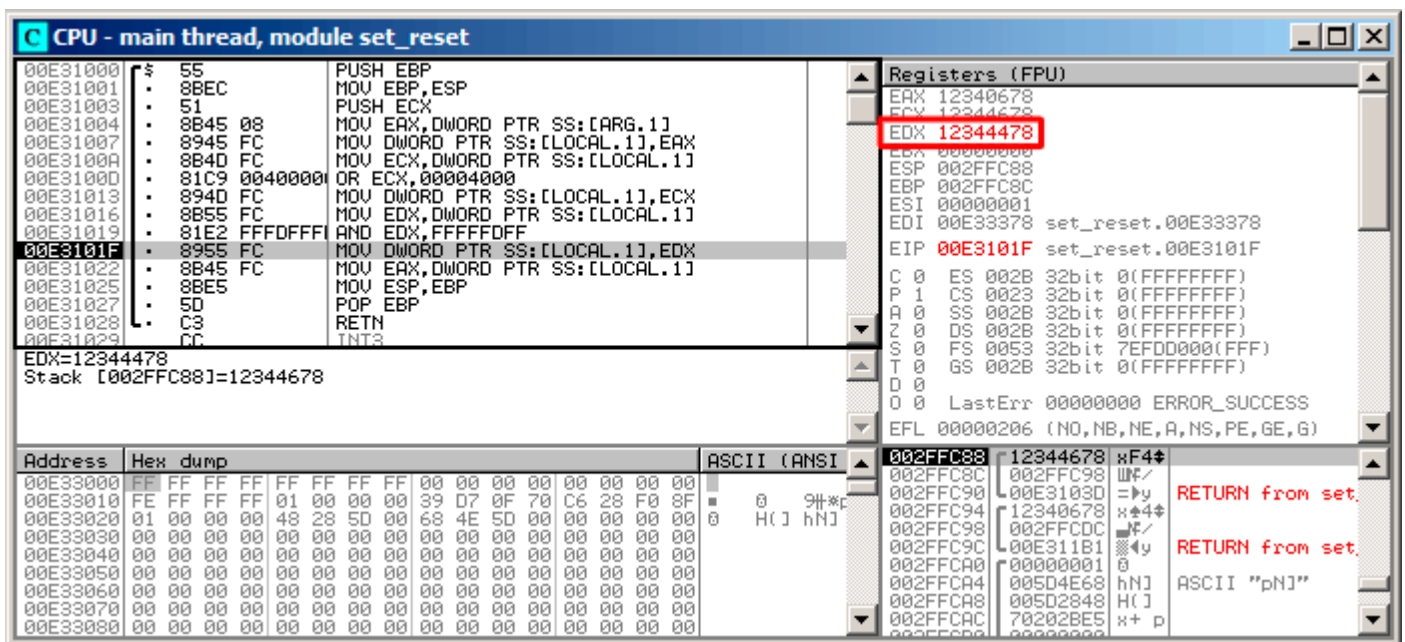 CPU - main thread, module set_reset
00E31000 $ 55 PUSH EBP
00E31001 . 8BEC MOV EBP,ESP
00E31003 . 51 PUSH ECX
00E31004 . 8B45 08 MOV EAX,DWORD PTR SS:[ARG.1]
00E31007 . 8945 FC MOV DWORD PTR SS:[LOCAL.1],EAX
00E3100A . 8B4D FC MOV ECX,DWORD PTR SS:[LOCAL.1]
00E3100D . 81C9 0040000 OR ECX,00004000
00E31013 . 894D FC MOV DWORD PTR SS:[LOCAL.1],ECX
00E31016 . 8B55 FC MOV EDX,DWORD PTR SS:[LOCAL.1]
00E31019 . 81E2 FFFDFFF AND EDX,FFFFFDFF
00E3101F . 8955 FC MOV DWORD PTR SS:[LOCAL.1],EDX
00E31022 . 8B45 FC MOV EAX,DWORD PTR SS:[LOCAL.1]
00E31025 . 8BE5 MOV ESP,EBP
00E31027 . 5D POP EBP
00E31028 . C3 RETN
00E31029 CC INT3
EDX=12344478
Stack [002FFC88]=12344678
Registers (FPU)
EAX 12340678
ECX 12344678
EDX 12344478
EBX 00000000
ESP 002FFC88
EBP 002FFC8C
ESI 00000001
EDI 00E33378 set_reset.00E33378
EIP 00E3101F set_reset.00E3101F
C 0 ES 002B 32bit 0(FFFFFFFF)
P 1 CS 0023 32bit 0(FFFFFFFF)
A 0 SS 002B 32bit 0(FFFFFFFF)
Z 0 DS 002B 32bit 0(FFFFFFFF)
S 0 FS 0053 32bit 7EFDD000(FFF)
T 0 GS 002B 32bit 0(FFFFFFFF)
D 0
O 0 LastErr 00000000 ERROR_SUCCESS
EFL 00000206 (NO,NB,NE,A,NS,PE,GE,G)
Address Hex dump ASCII (ANSI
00E33000 FF FF FF FF FF FF FF FF 00 00 00 00 00 00 00
00E33010 FE FF FF FF 01 00 00 00 39 D7 0F 70 C6 28 F0 8F
00E33020 01 00 00 00 48 28 5D 00 68 4E 5D 00 00 00 00 00 H(] hN]
00E33030 00 00 00 00 00 00 00 00 00 00 00 00 00 00 00 00
00E33040 00 00 00 00 00 00 00 00 00 00 00 00 00 00 00 00
00E33050 00 00 00 00 00 00 00 00 00 00 00 00 00 00 00 00
00E33060 00 00 00 00 00 00 00 00 00 00 00 00 00 00 00 00
00E33070 00 00 00 00 00 00 00 00 00 00 00 00 00 00 00 00
00E33080 00 00 00 00 00 00 00 00 00 00 00 00 00 00 00 00
002FFC88 12344678 xF4‡
002FFC8C 002FFC98
002FFC90 00E3103D =►y RETURN from set
002FFC94 12340678 x♠4‡
002FFC98 002FFCDC
002FFC9C 00E311B1 ▒◄y RETURN from set
002FFCA0 00000001
002FFCA4 005D4E68 hN] ASCII "pN]"
002FFCA8 005D2848 H(]
002FFCAC 70202BE5 x+ p